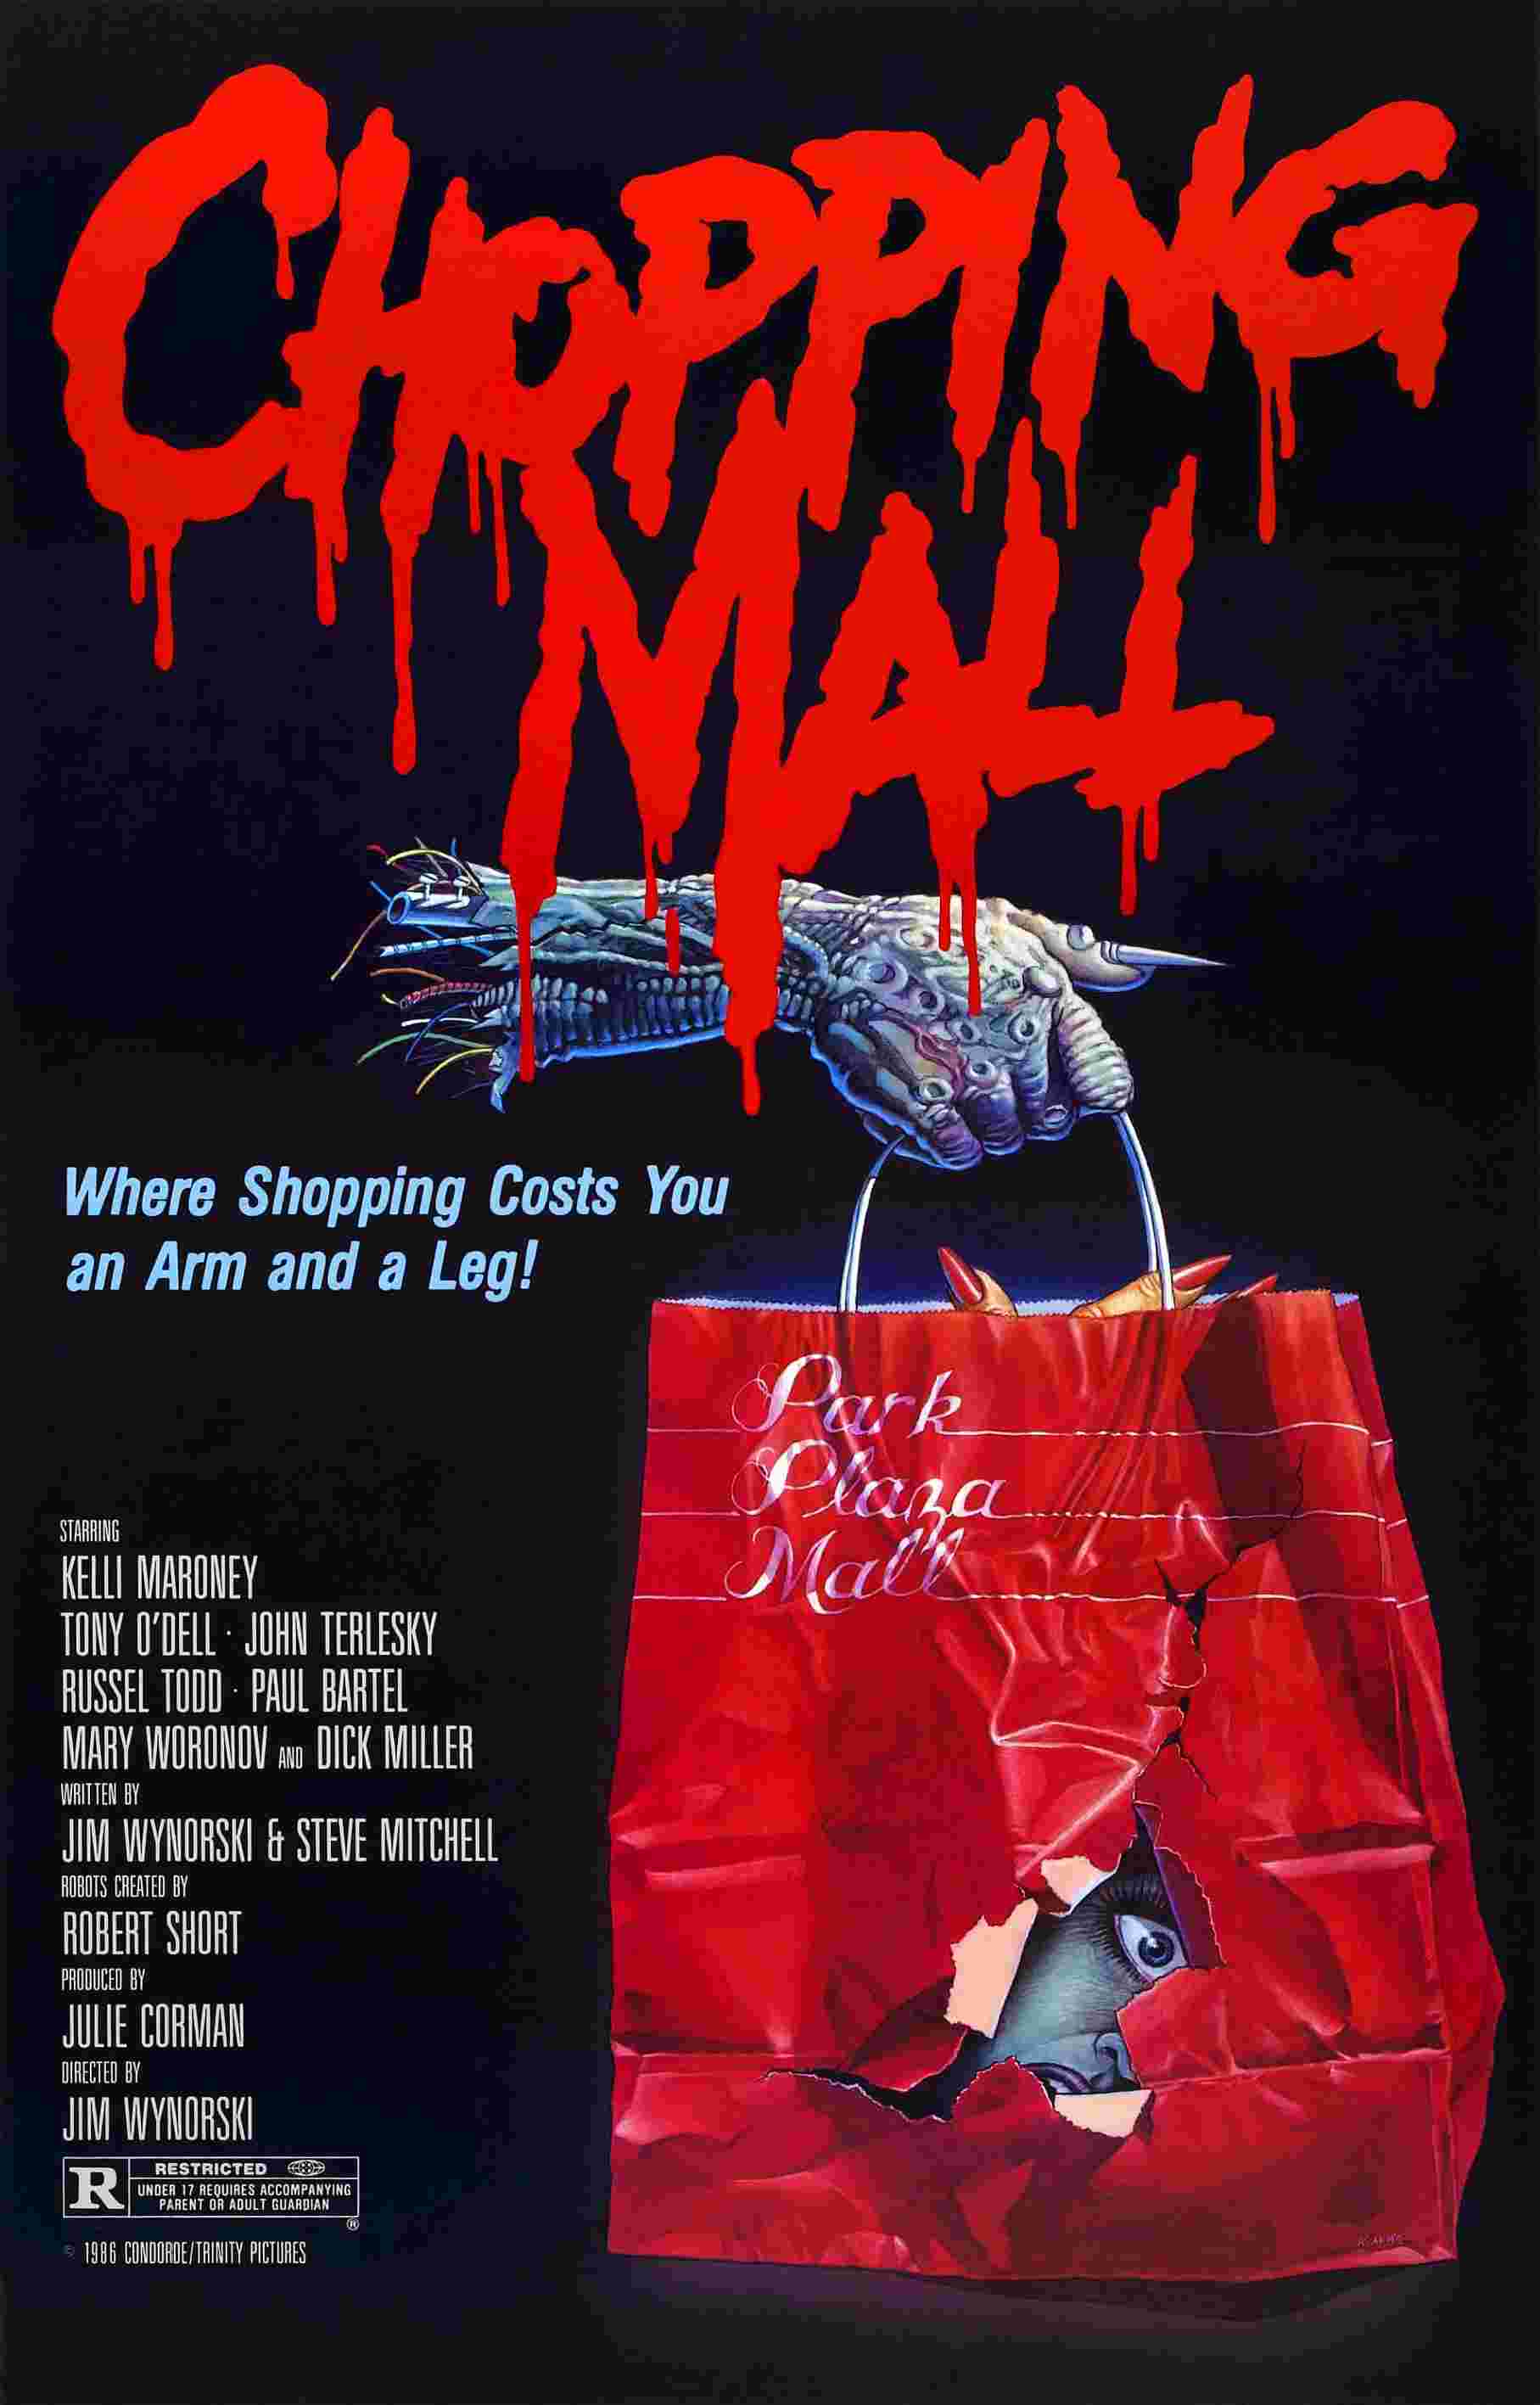 CHOPPING
MALL
Where Shopping Costs You
an Arm and a Leg!
Park
Plaza
Mall
STARRING
KELLI MARONEY
TONY O'DELL · JOHN TERLESKY
RUSSEL TODD · PAUL BARTEL
MARY WORONOV AND DICK MILLER
WRITTEN BY
JIM WYNORSKI & STEVE MITCHELL
ROBOTS CREATED BY
ROBERT SHORT
PRODUCED BY
JULIE CORMAN
DIRECTED BY
JIM WYNORSKI
R RESTRICTED
UNDER 17 REQUIRES ACCOMPANYING
PARENT OR ADULT GUARDIAN
®
© 1986 CONDORDE/TRINITY PICTURES